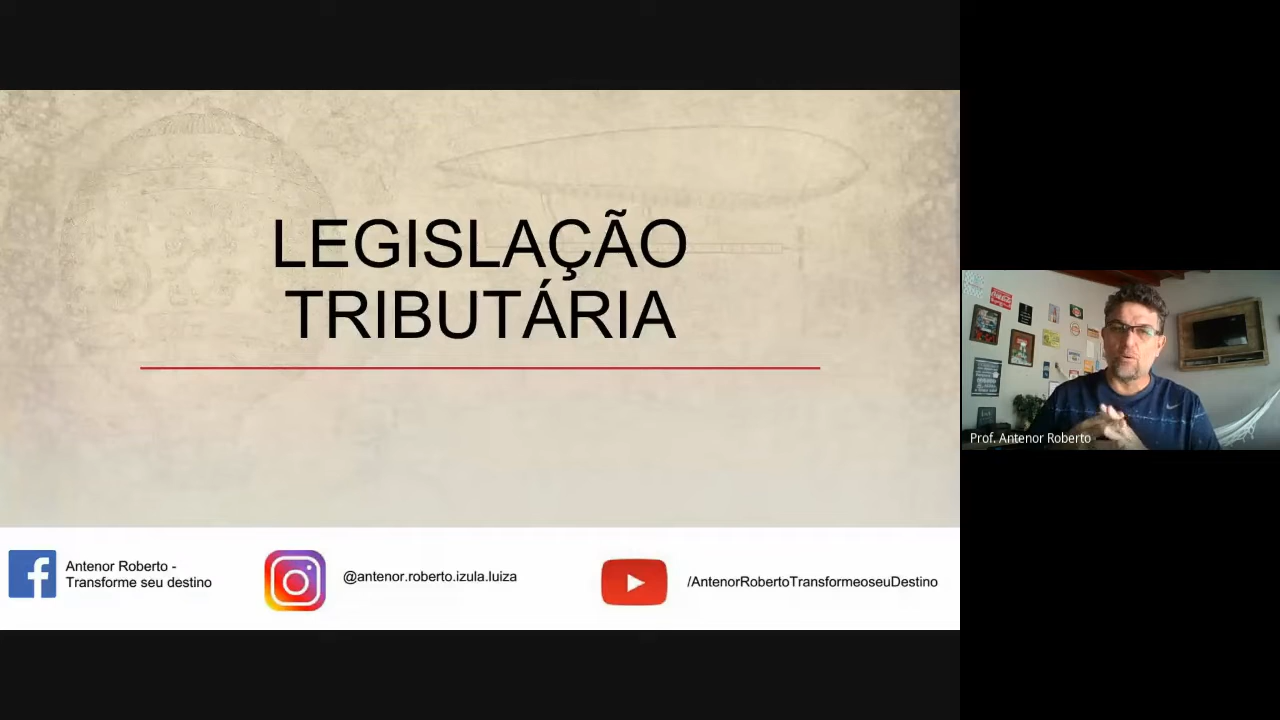 LEGISLAÇÃO
TRIBUTÁRIA
Antenor Roberto -
Transforme seu destino
@antenor.roberto.izula.luiza
/AntenorRobertoTransformeoseuDestino
Prof. Antenor Roberto